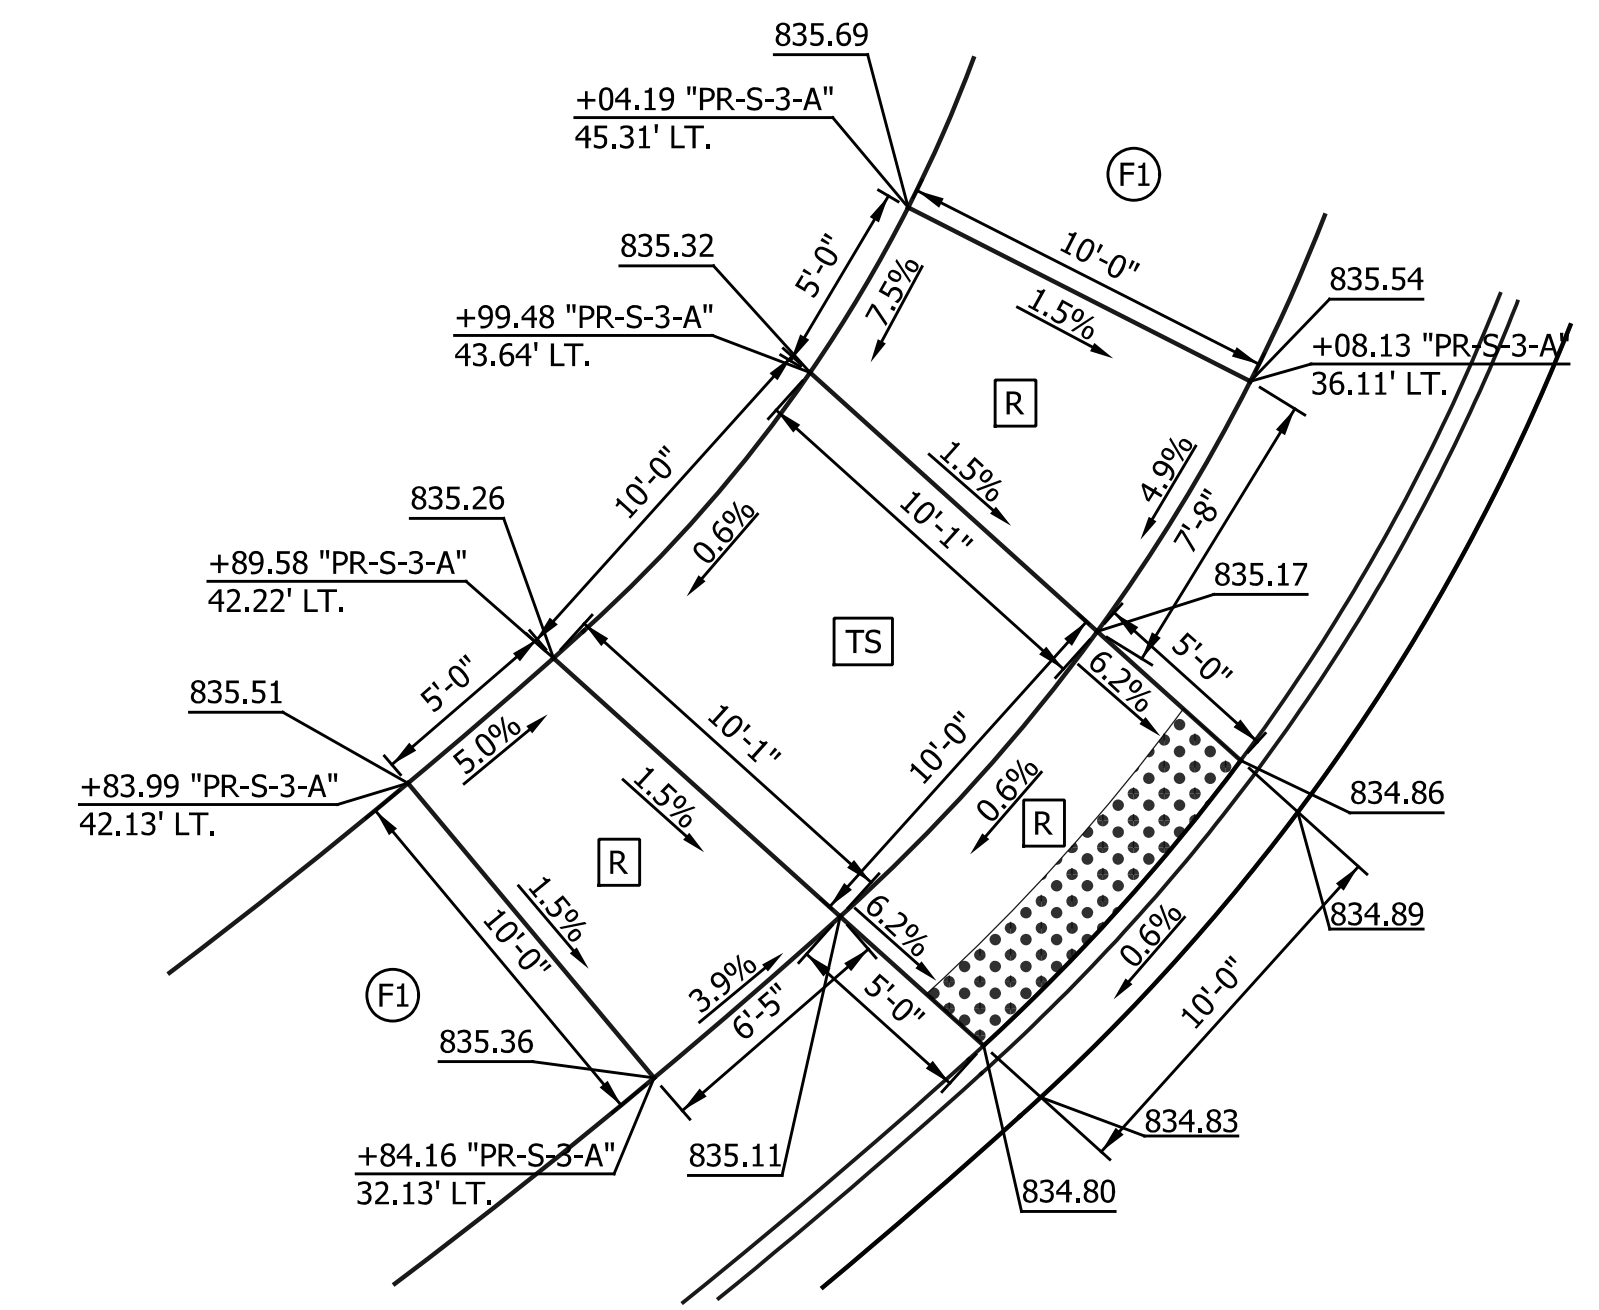 835.69
+04.19 "PR-S-3-A"
45.31' LT.
F1
10'-0"
5'-0"
835.32
7.5%
1.5%
835.54
+99.48 "PR-S-3-A"
43.64' LT.
+08.13 "PR-S-3-A"
36.11' LT.
R
10'-0"
1.5%
4.9%
835.26
0.6%
10'-1"
7'-8"
+89.58 "PR-S-3-A"
42.22' LT.
835.17
TS
5'-0"
6.2%
5'-0"
835.51
5.0%
10'-1"
10'-0"
+83.99 "PR-S-3-A"
42.13' LT.
1.5%
0.6%
R
834.86
R
1.5%
6.2%
834.89
10'-0"
0.6%
F1
3.9%
6'-5"
5'-0"
10'-0"
835.36
834.83
+84.16 "PR-S-3-A"
32.13' LT.
835.11
834.80